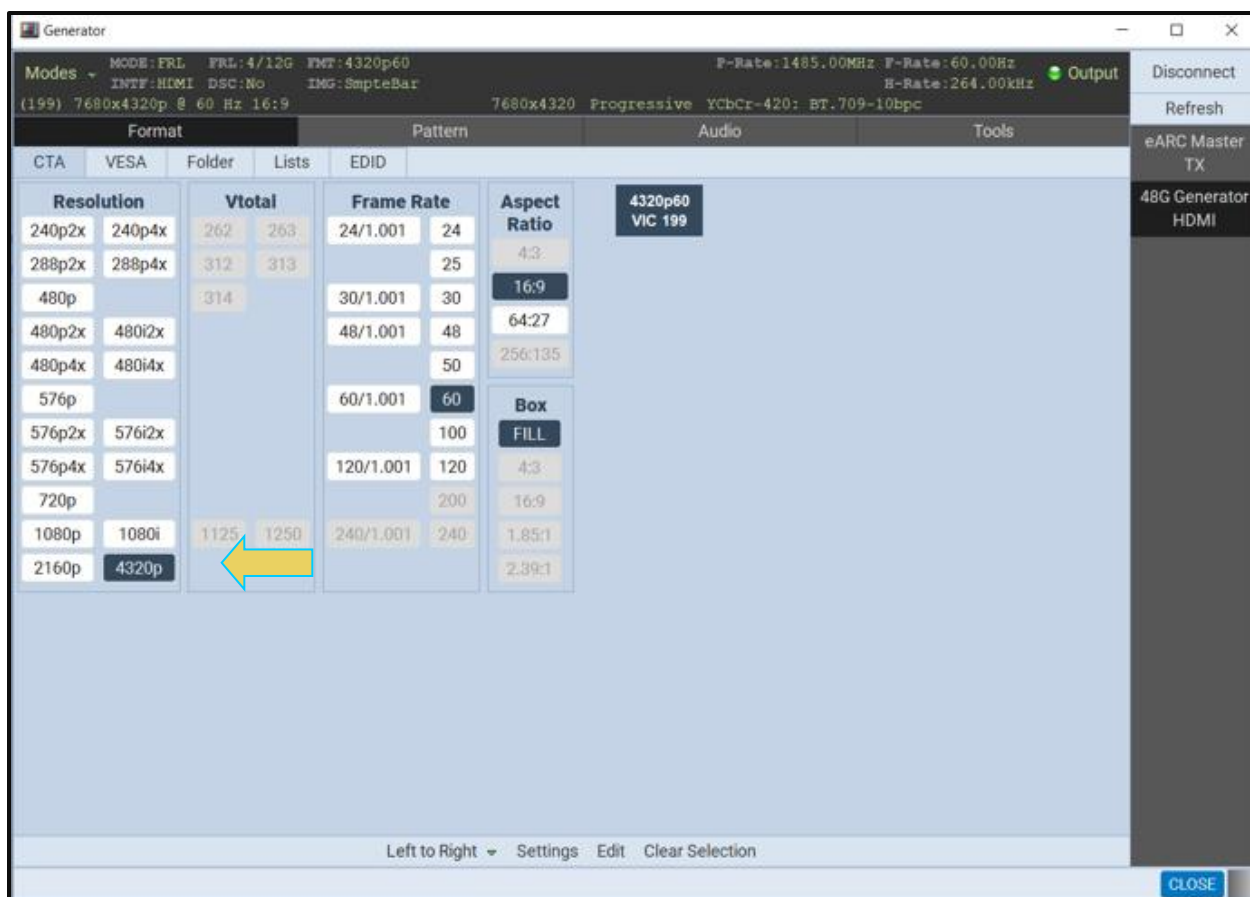 Generator
Modes MODE:FRL FRL:4/12G FMT:4320p60 P-Rate:1485.00MHz F-Rate:60.00Hz Output
INTF:HDMI DSC:No IMG:SmpteBar H-Rate:264.00kHz
(199) 7680x4320p @ 60 Hz 16:9 7680x4320 Progressive YCbCr-420: BT.709-10bpc
Disconnect
Refresh
eARC Master
TX
48G Generator
HDMI
Format Pattern Audio Tools
CTA VESA Folder Lists EDID
Resolution
240p2x 240p4x
288p2x 288p4x
480p
480p2x 480i2x
480p4x 480i4x
576p
576p2x 576i2x
576p4x 576i4x
720p
1080p 1080i
2160p 4320p
Vtotal
262 263
312 313
314
1125 1250
Frame Rate
24/1.001 24
25
30/1.001 30
48/1.001 48
50
60/1.001 60
100
120/1.001 120
200
240/1.001 240
Aspect
Ratio
4:3
16:9
64:27
256:135
Box
FILL
4:3
16:9
1.85:1
2.39:1
4320p60
VIC 199
Left to Right Settings Edit Clear Selection
CLOSE